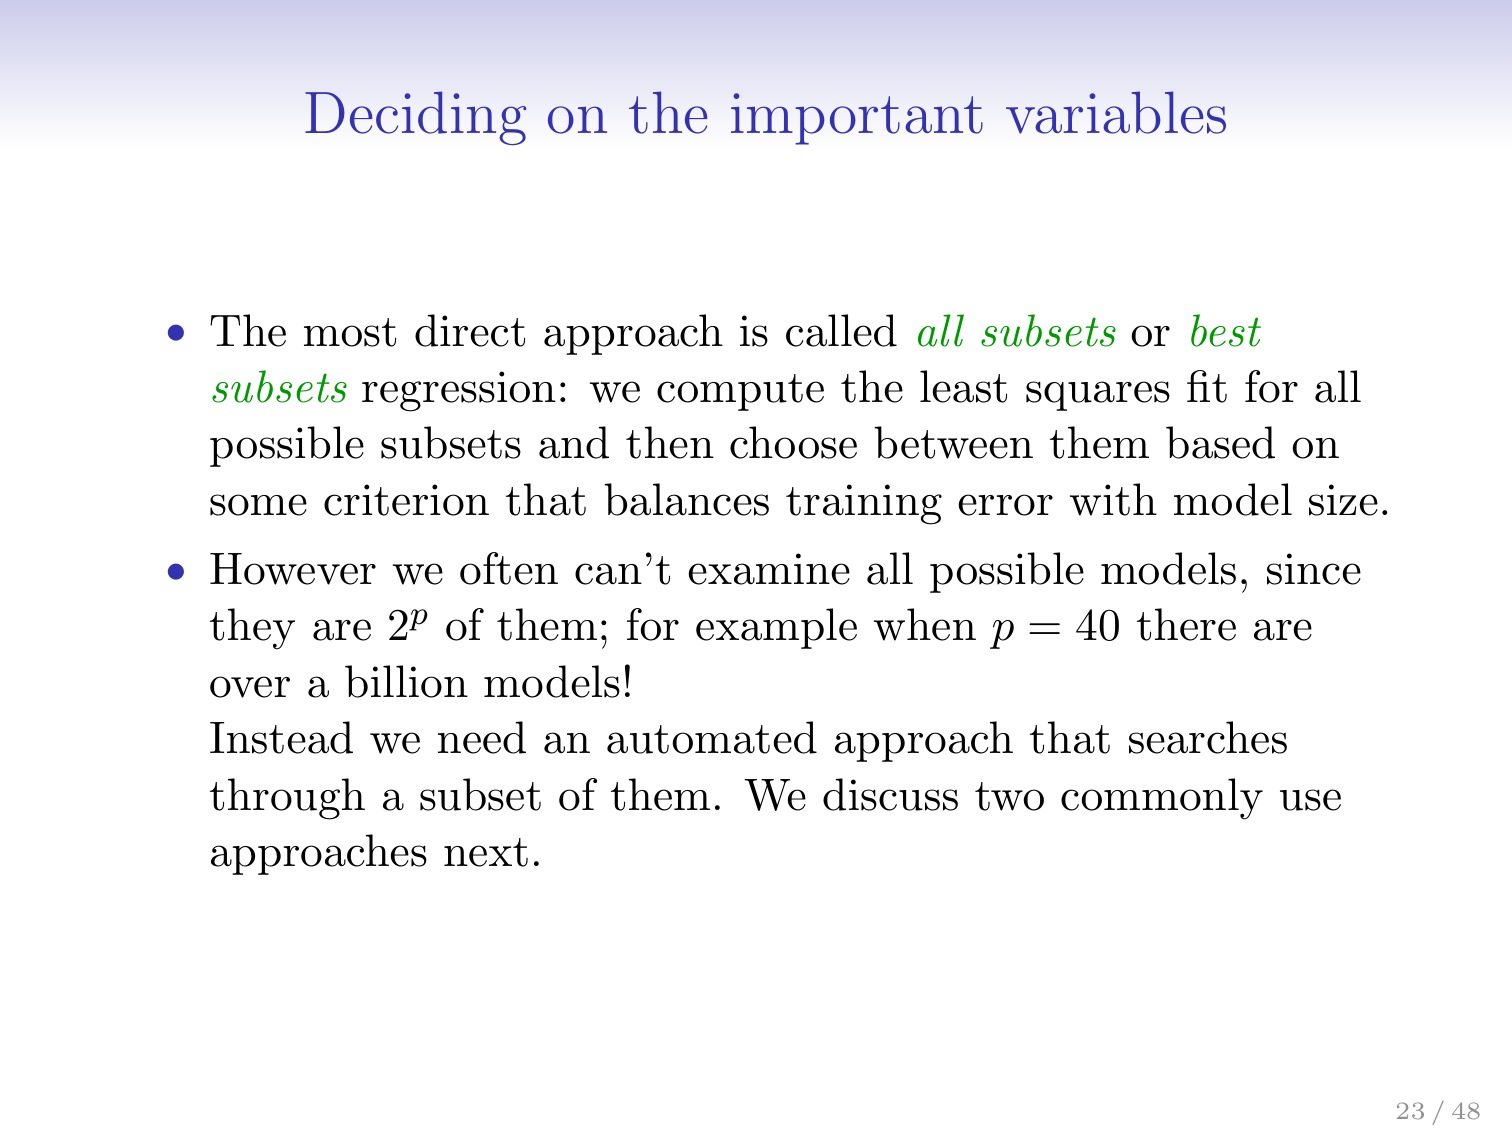 Deciding on the important variables
• The most direct approach is called all subsets or best
subsets regression: we compute the least squares fit for all
possible subsets and then choose between them based on
some criterion that balances training error with model size.
• However we often can't examine all possible models, since
they are 2^p of them; for example when p = 40 there are
over a billion models!
Instead we need an automated approach that searches
through a subset of them. We discuss two commonly use
approaches next.
23 / 48